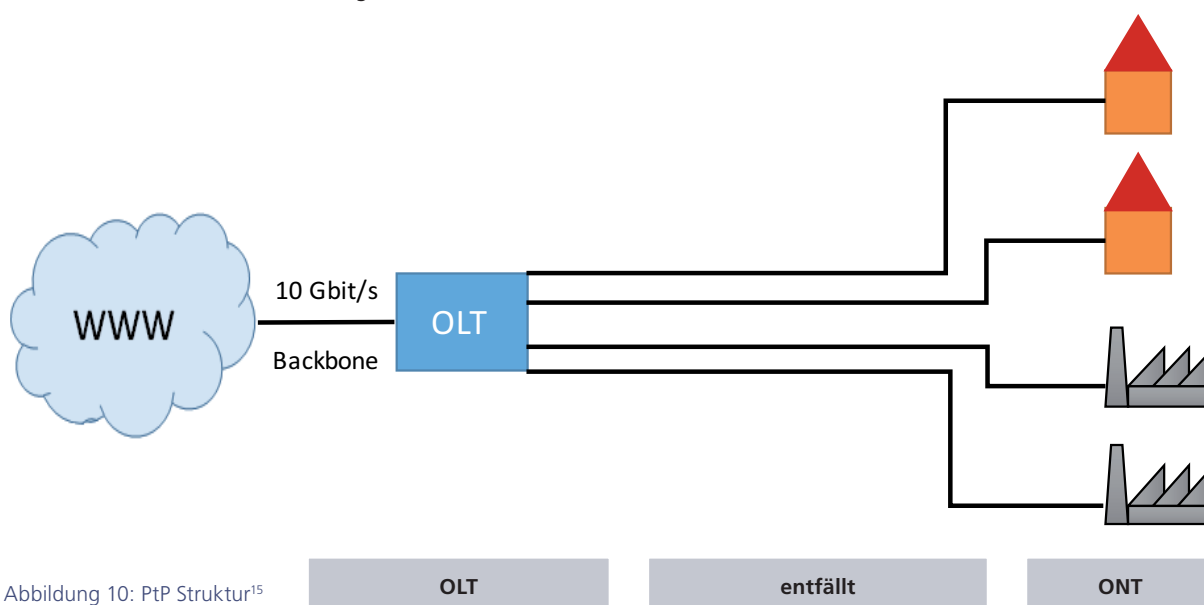 10 Gbit/s
WWW
OLT
Backbone
Abbildung 10: PtP Struktur¹⁵
OLT
entfällt
ONT